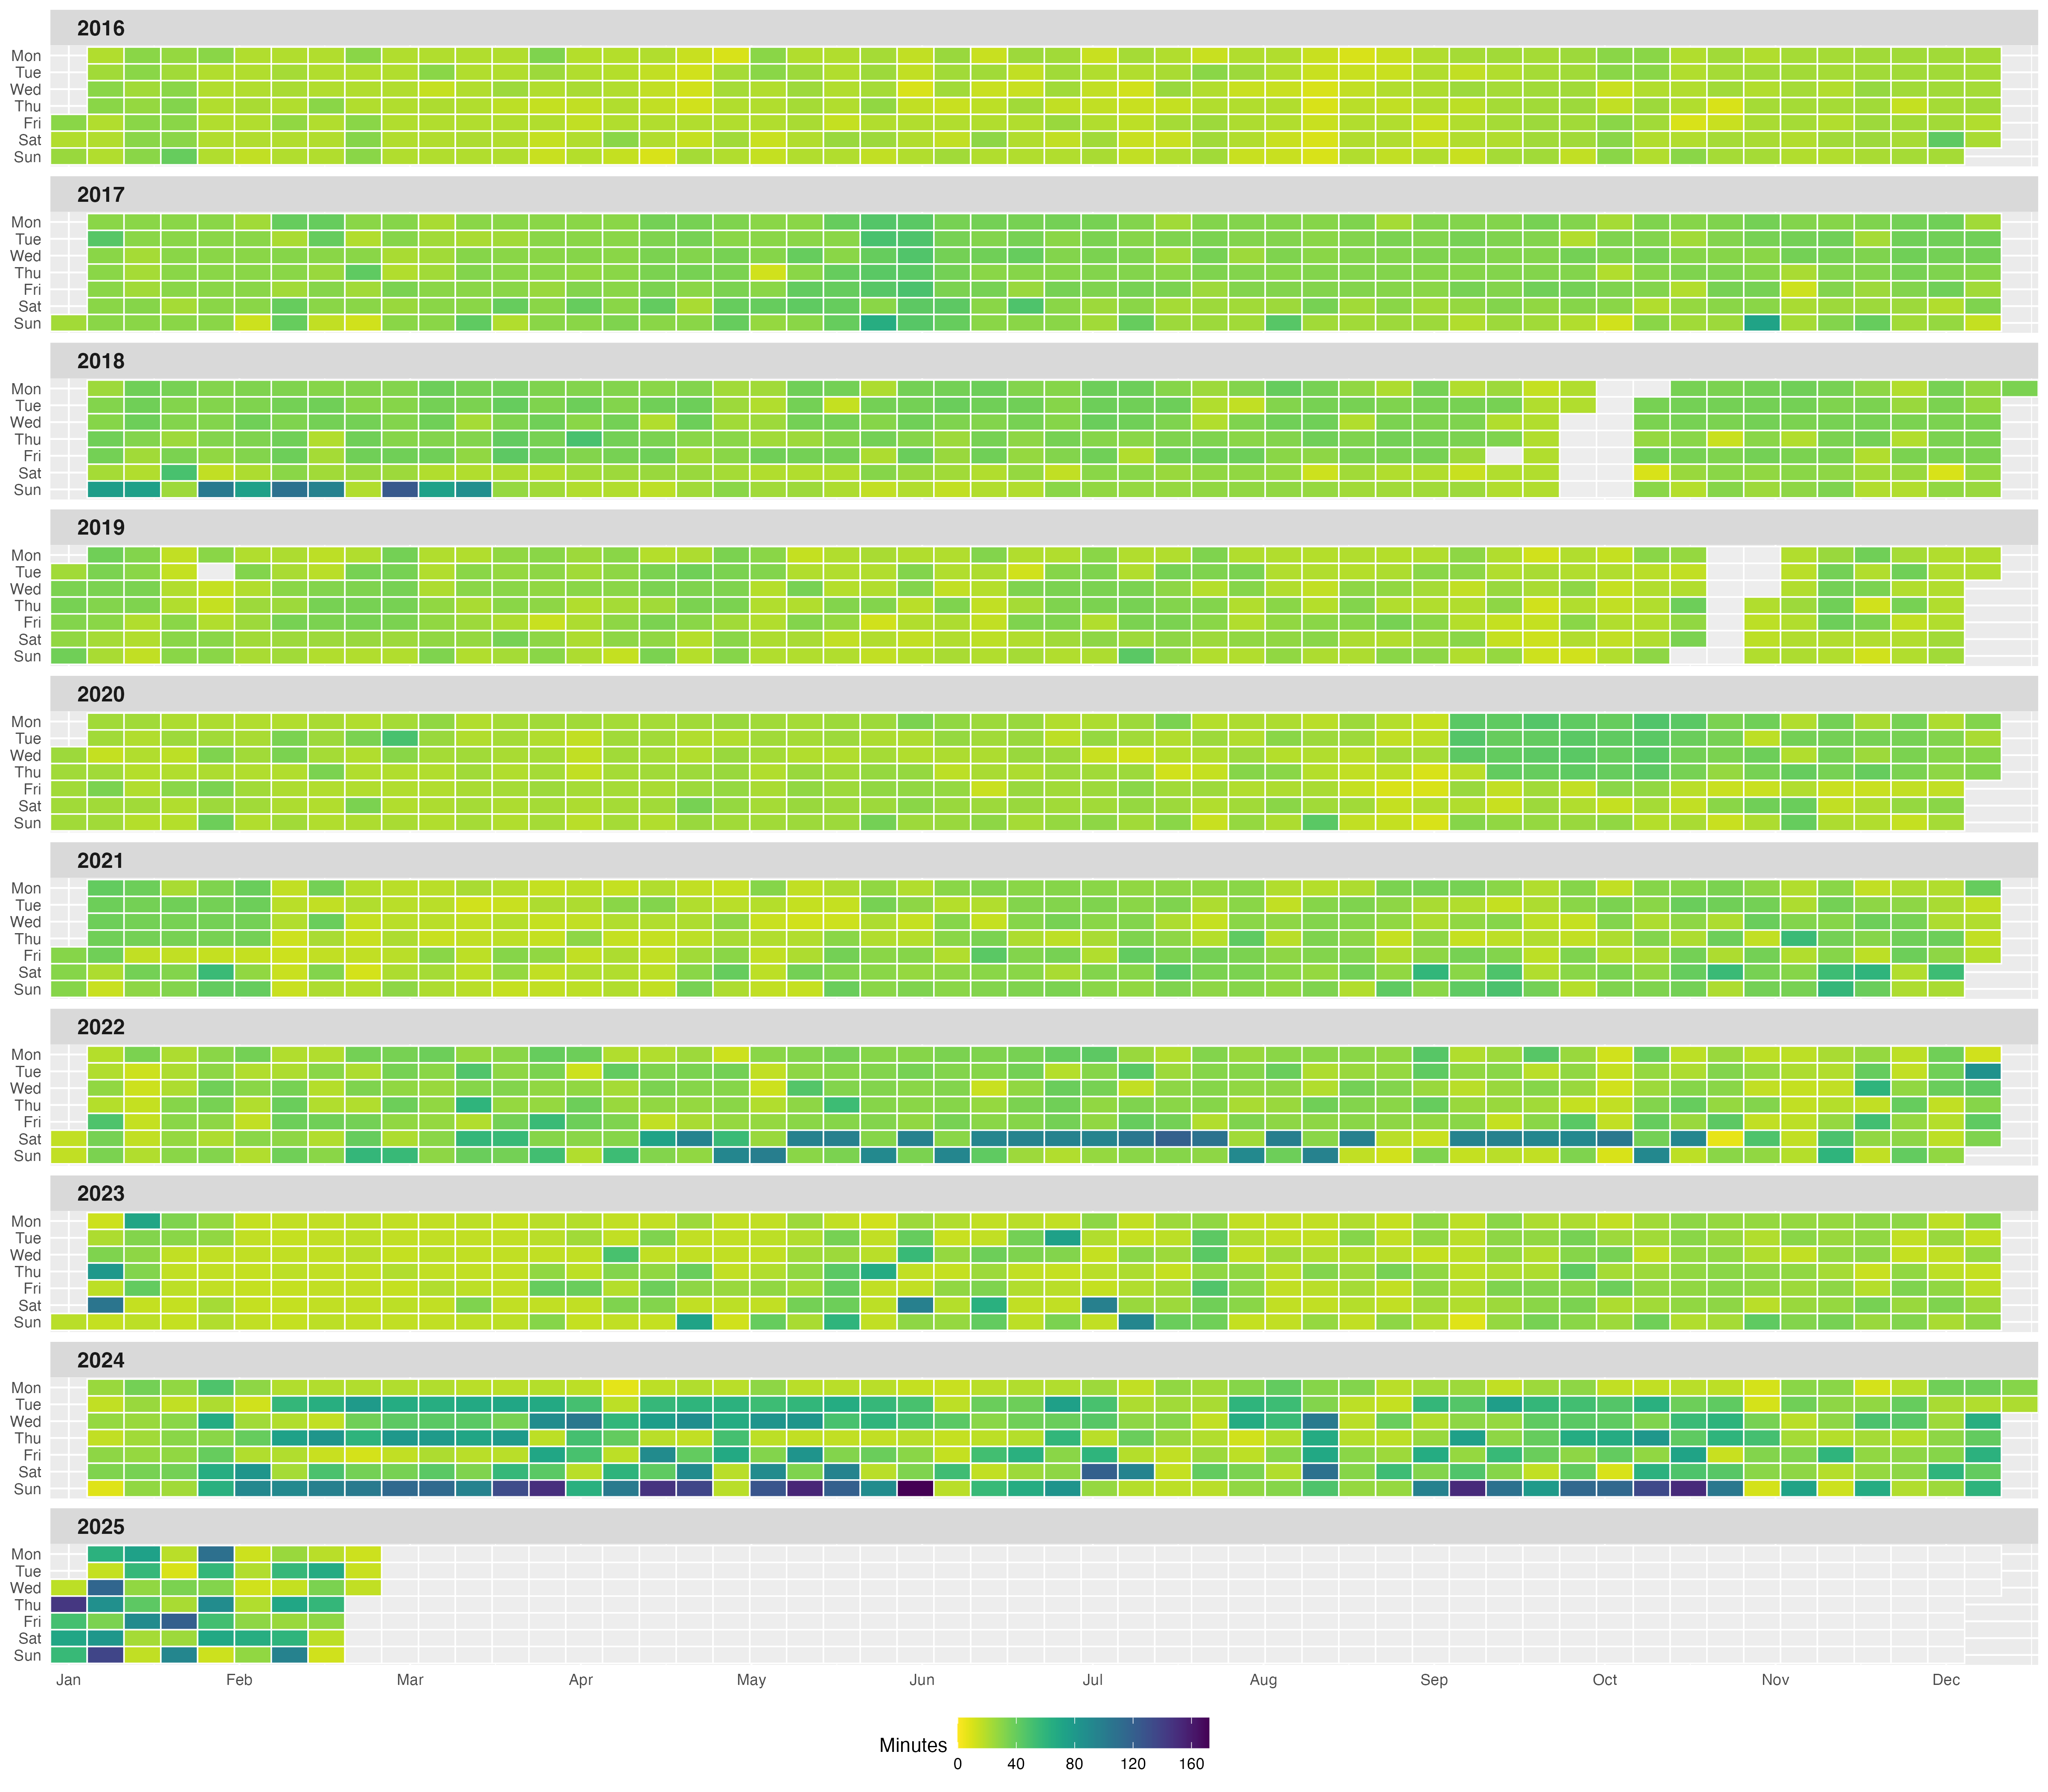 2016
Mon
Tue
Wed
Thu
Fri
Sat
Sun
2017
Mon
Tue
Wed
Thu
Fri
Sat
Sun
2018
Mon
Tue
Wed
Thu
Fri
Sat
Sun
2019
Mon
Tue
Wed
Thu
Fri
Sat
Sun
2020
Mon
Tue
Wed
Thu
Fri
Sat
Sun
2021
Mon
Tue
Wed
Thu
Fri
Sat
Sun
2022
Mon
Tue
Wed
Thu
Fri
Sat
Sun
2023
Mon
Tue
Wed
Thu
Fri
Sat
Sun
2024
Mon
Tue
Wed
Thu
Fri
Sat
Sun
2025
Mon
Tue
Wed
Thu
Fri
Sat
Sun
Jan Feb Mar Apr May Jun Jul Aug Sep Oct Nov Dec
Minutes
0 40 80 120 160